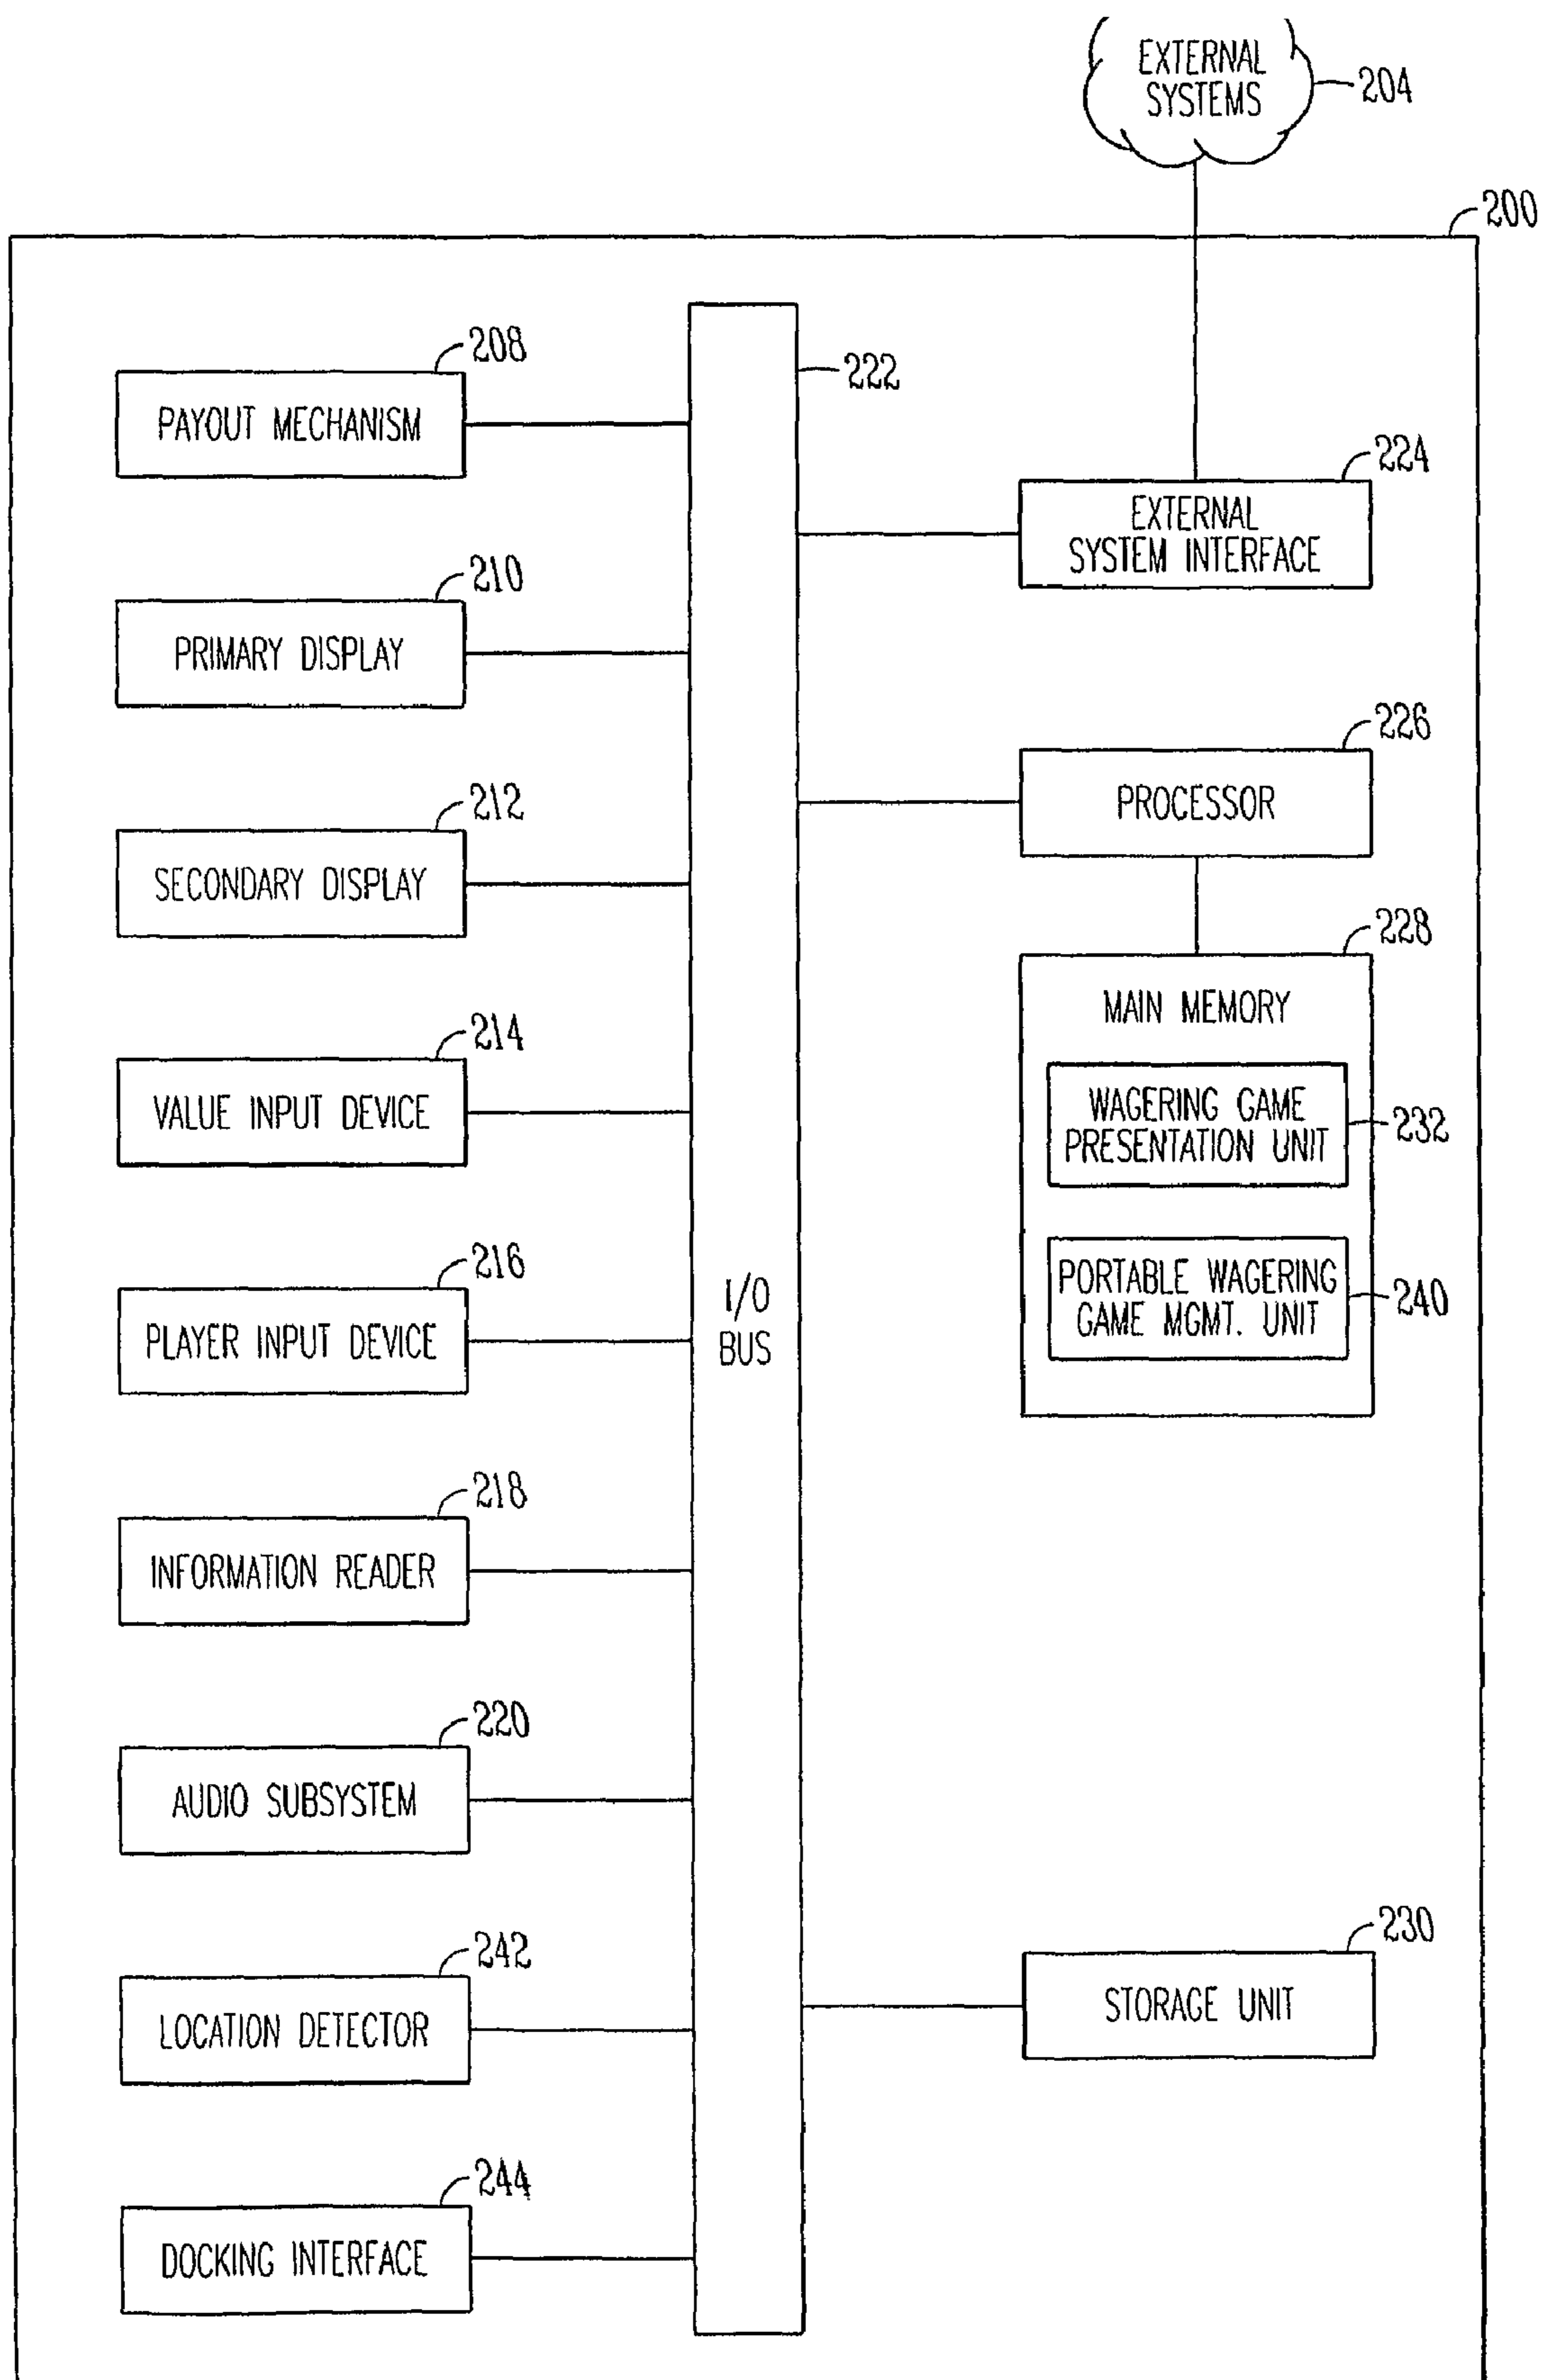 EXTERNAL
SYSTEMS
204
200
208
PAYOUT MECHANISM
222
224
EXTERNAL
SYSTEM INTERFACE
210
PRIMARY DISPLAY
226
PROCESSOR
212
SECONDARY DISPLAY
228
MAIN MEMORY
214
VALUE INPUT DEVICE
WAGERING GAME
PRESENTATION UNIT
232
216
PLAYER INPUT DEVICE
I/O
BUS
PORTABLE WAGERING
GAME MGMT. UNIT
240
218
INFORMATION READER
220
AUDIO SUBSYSTEM
242
LOCATION DETECTOR
230
STORAGE UNIT
244
DOCKING INTERFACE